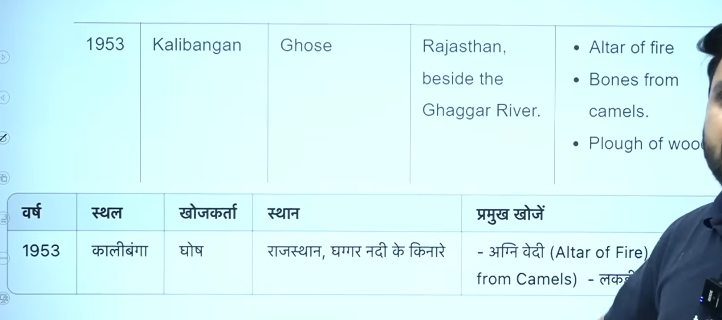 1953 Kalibangan Ghose Rajasthan, • Altar of fire
beside the • Bones from
Ghaggar River. camels.
• Plough of
वर्ष स्थल खोजकर्ता स्थान प्रमुख खोजें
1953 कालीबंगा घोष राजस्थान, घग्गर नदी के किनारे - अग्नि वेदी (Altar of Fire)
from Camels) -